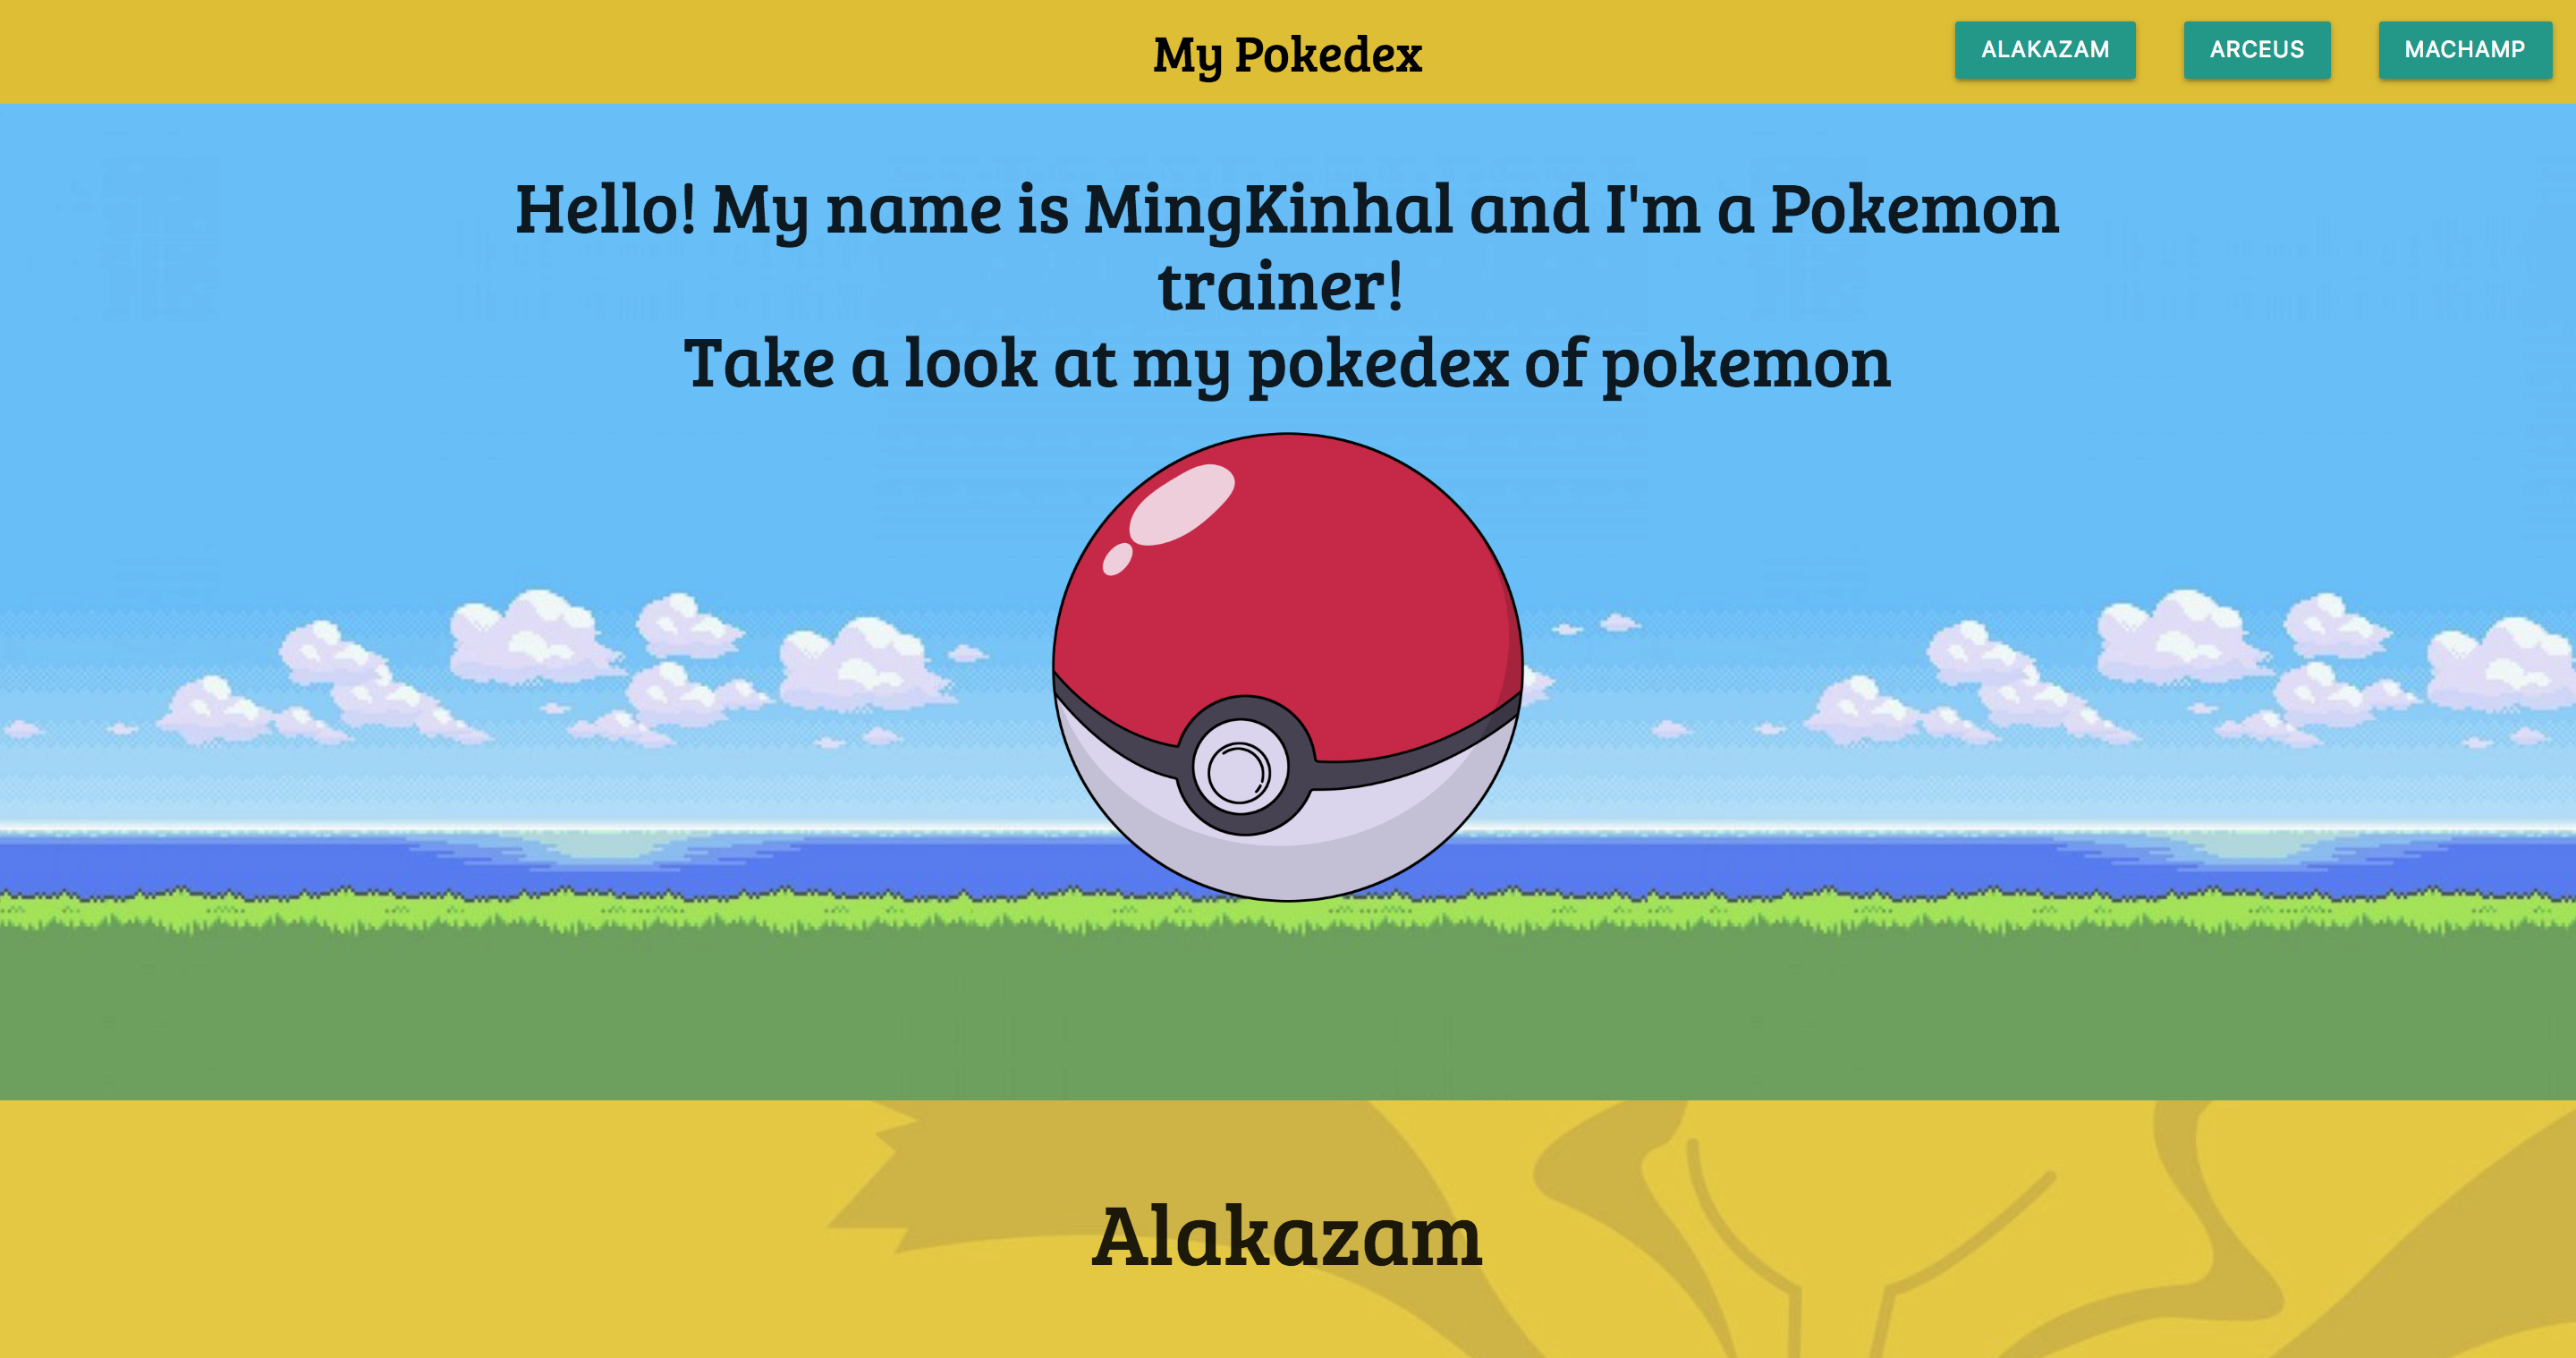 My Pokedex
ALAKAZAM
ARCEUS
MACHAMP
Hello! My name is MingKinhal and I'm a Pokemon
trainer!
Take a look at my pokedex of pokemon
Alakazam